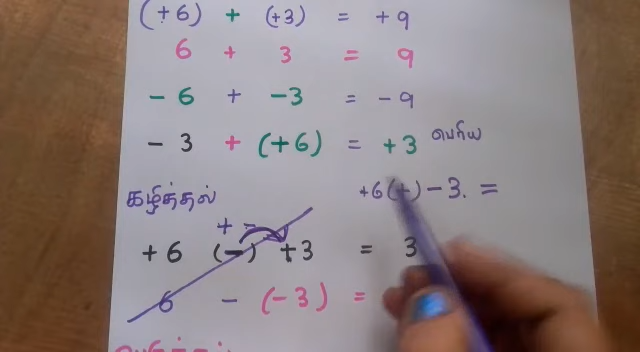 (+6) + (+3) = +9
6 + 3 = 9
-6 + -3 = -9
-3 + (+6) = +3 பெரிய
கழித்தல்
+6(-) -3. =
+ -
+6 (-) +3 = 3
6 - (-3) =